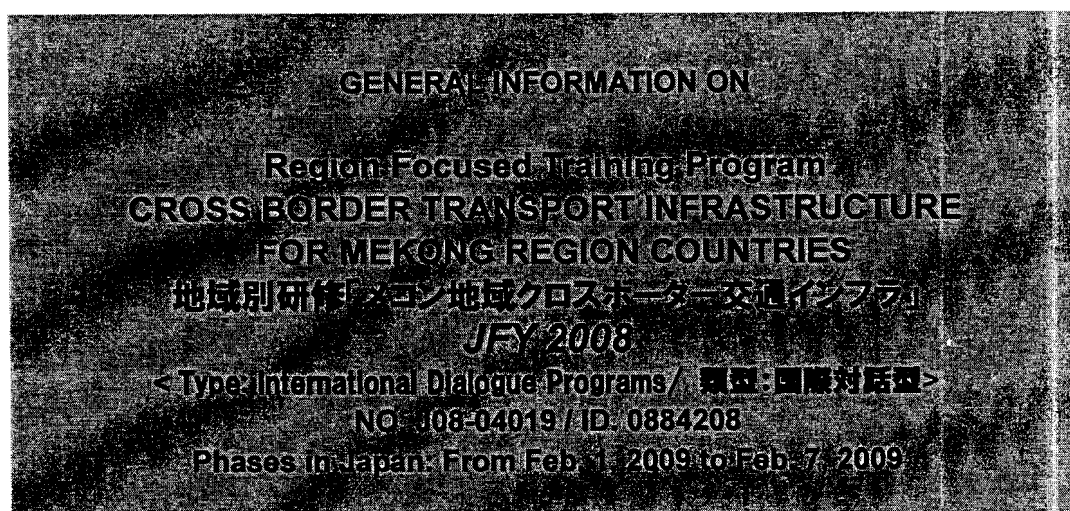 GENERAL INFORMATION ON
Region Focused Training Program
CROSS BORDER TRANSPORT INFRASTRUCTURE
FOR MEKONG REGION COUNTRIES
地域別研修「メコン地域クロスボーダー交通インフラ」
JFY 2008
< Type: International Dialogue Programs / 類型:国際対話型>
NO. J08-04019 / ID: 0884208
Phases in Japan: From Feb. 1, 2009 to Feb. 7, 2009